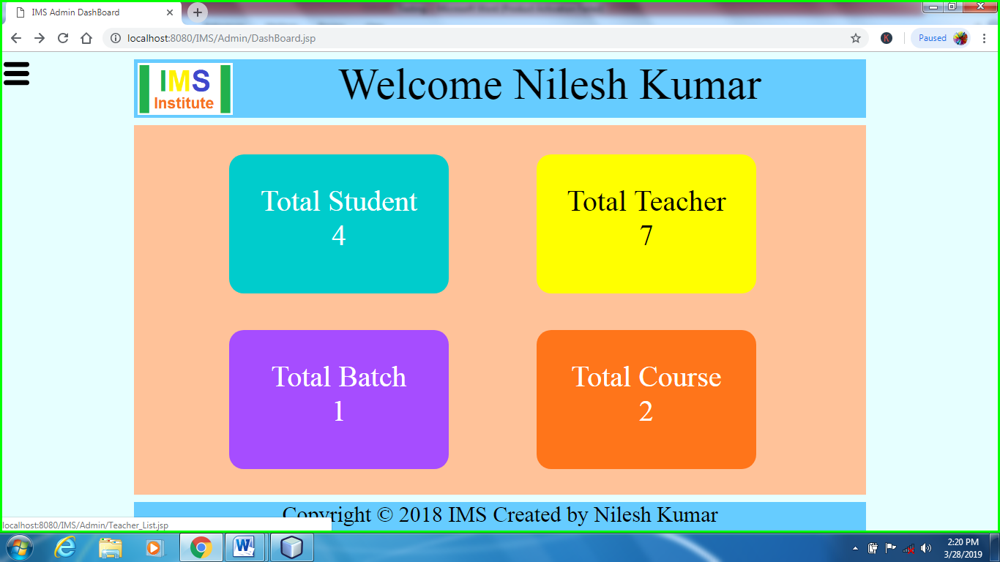 IMS Admin DashBoard
localhost:8080/IMS/Admin/DashBoard.jsp
K
Paused
IMS
Institute
Welcome Nilesh Kumar
Total Student
4
Total Teacher
7
Total Batch
1
Total Course
2
Copyright © 2018 IMS Created by Nilesh Kumar
localhost:8080/IMS/Admin/Teacher_List.jsp
2:20 PM
3/28/2019